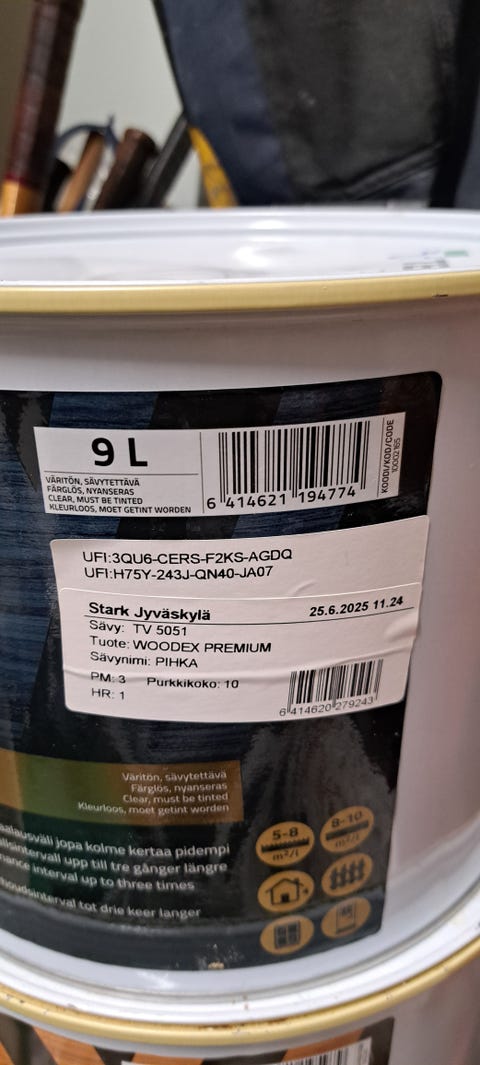 9 L
VÄRITÖN, SÄVYTETTÄVÄ
FÄRGLÖS, NYANSERAS
CLEAR, MUST BE TINTED
KLEURLOOS, MOET GETINT WORDEN
6 414621 194774
KOODI/KOD/CODE
UFI:3QU6-CERS-F2KS-AGDQ
UFI:H75Y-243J-QN40-JA07
Stark Jyväskylä 25.6.2025 11.24
Sävy: TV 5051
Tuote: WOODEX PREMIUM
Sävynimi: PIHKA
PM: 3 Purkkikoko: 10
HR: 1
6 414620 279243
Väritön, sävytettävä
Färglös, nyanseras
Clear, must be tinted
Kleurloos, moet getint worden
jopa kolme kertaa pidempi
upp till tre gånger längre
interval up to three times
tot drie keer langer
5-8 m²/l
8-10 m²/l